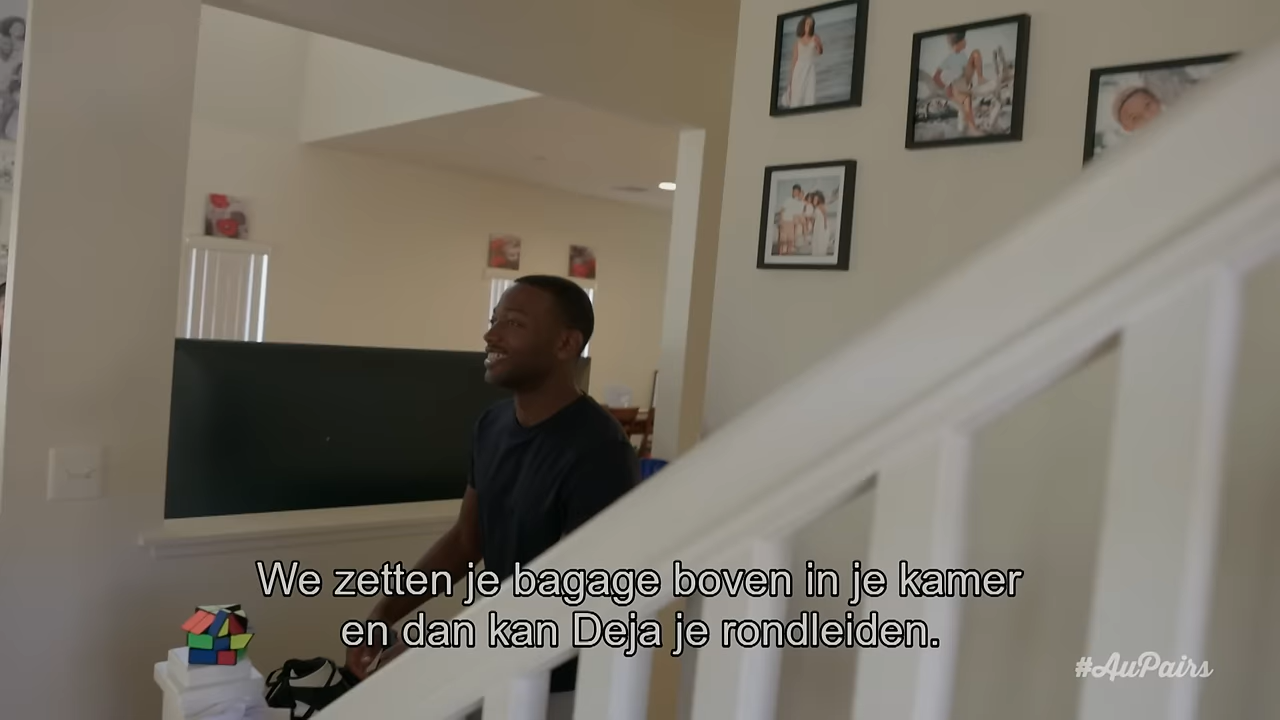 We zetten je bagage boven in je kamer
en dan kan Deja je rondleiden.
#AuPairs